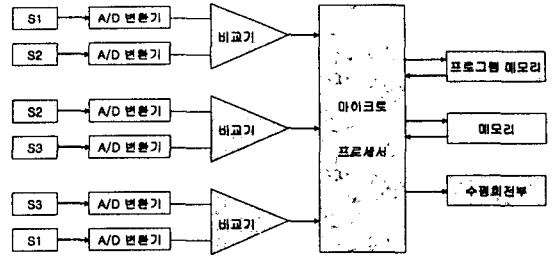 S1
A/D 변환기
S2
A/D 변환기
비교기
S2
A/D 변환기
S3
A/D 변환기
비교기
S3
A/D 변환기
S1
A/D 변환기
비교기
마이크로
프로세서
프로그램 메모리
메모리
수평회전부